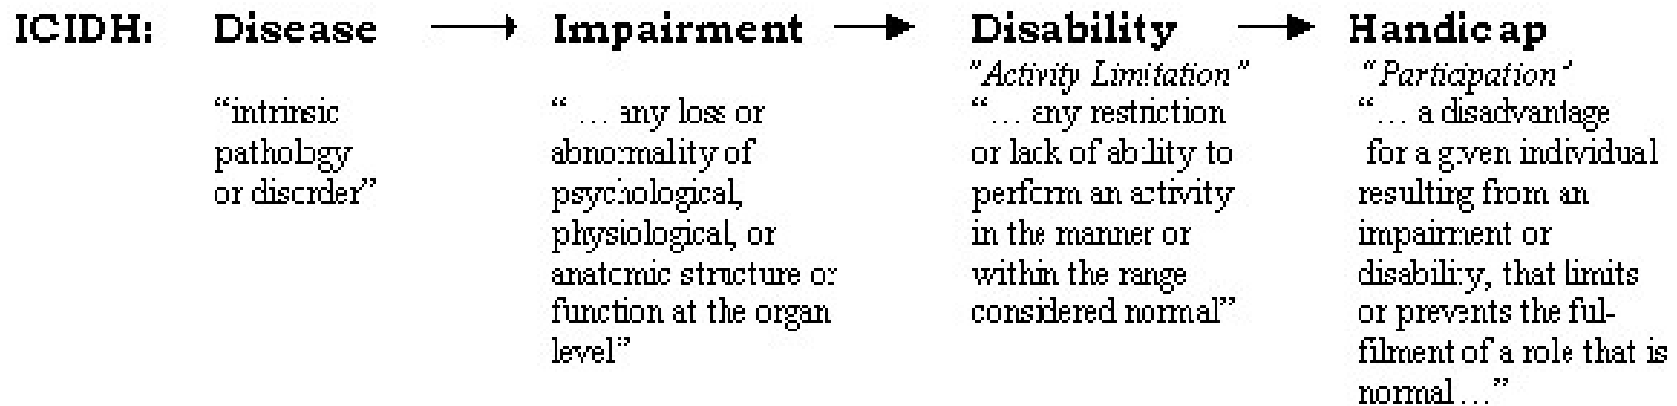 ICIDH: Disease → Impairment → Disability → Handicap
"Activity Limitation"
"Participation"
"intrinsic
pathology
or disorder"
" ... any loss or
abnormality of
psychological,
physiological, or
anatomic structure or
function at the organ
level"
"... any restriction
or lack of ability to
perform an activity
in the manner or
within the range
considered normal"
"... a disadvantage
for a given individual
resulting from an
impairment or
disability, that limits
or prevents the ful-
filment of a role that is
normal ..."